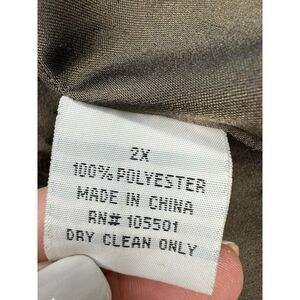 2X
100% POLYESTER
MADE IN CHINA
RN# 105501
DRY CLEAN ONLY